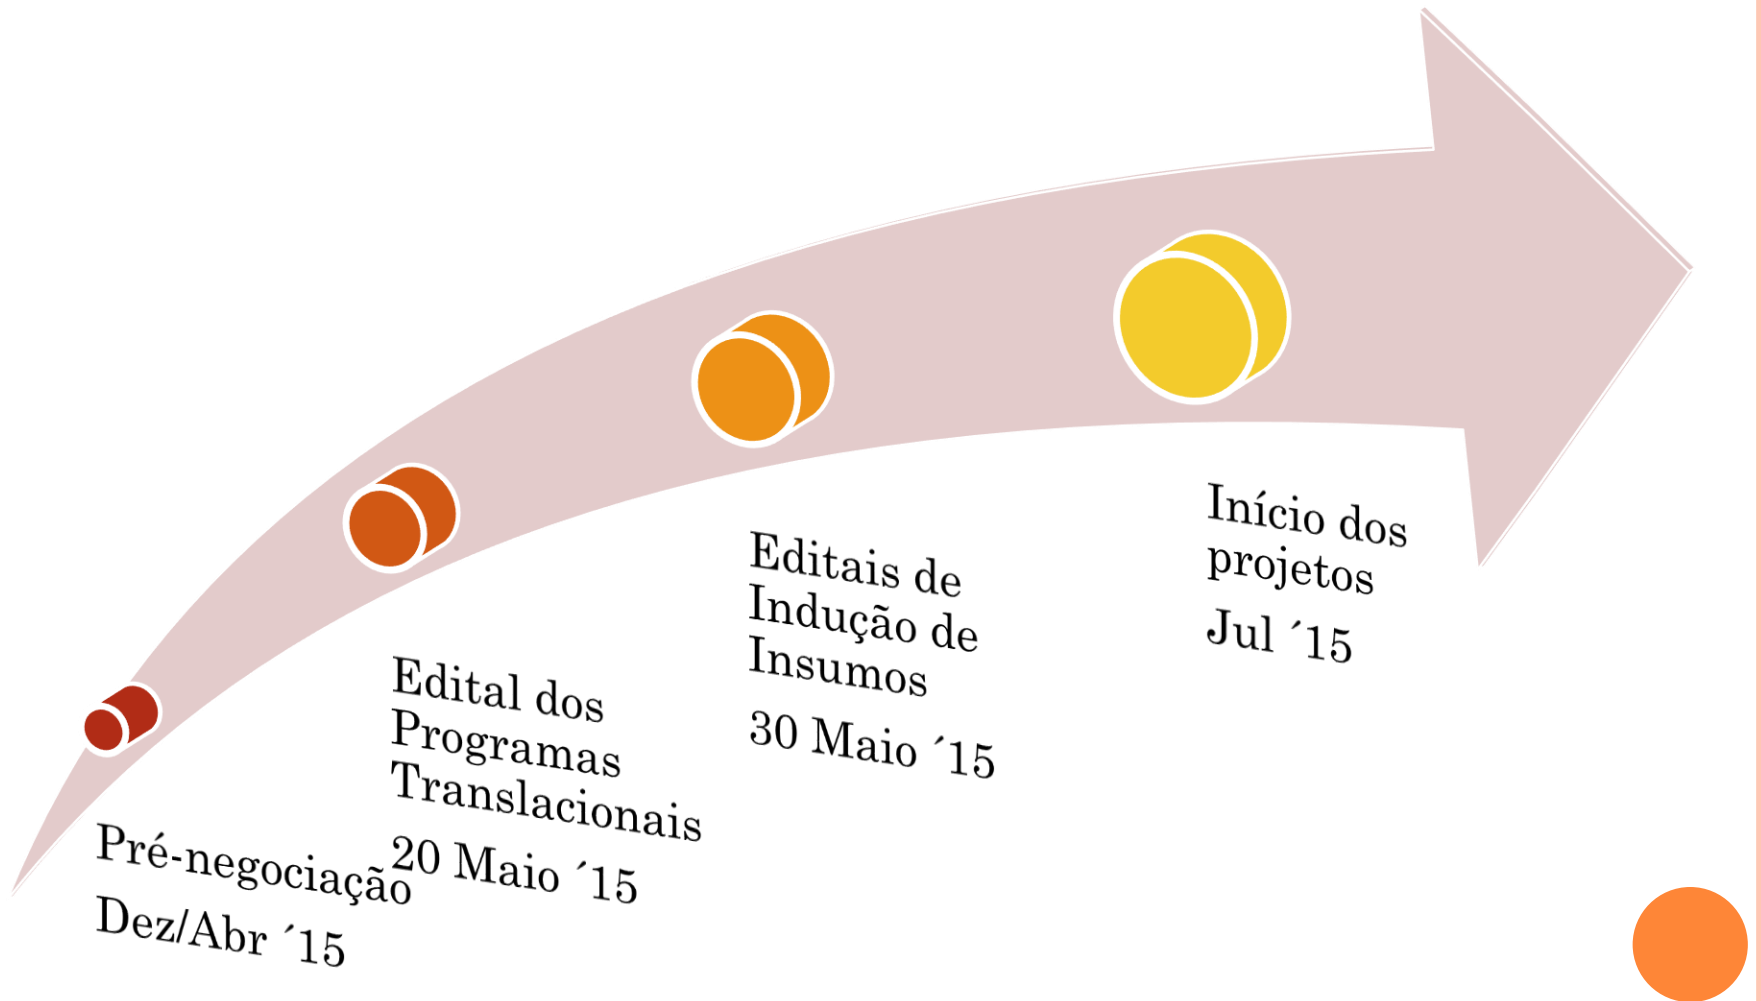 Pré-negociação
Dez/Abr ´15
Edital dos
Programas
Translacionais
20 Maio ´15
Editais de
Indução de
Insumos
30 Maio ´15
Início dos
projetos
Jul ´15